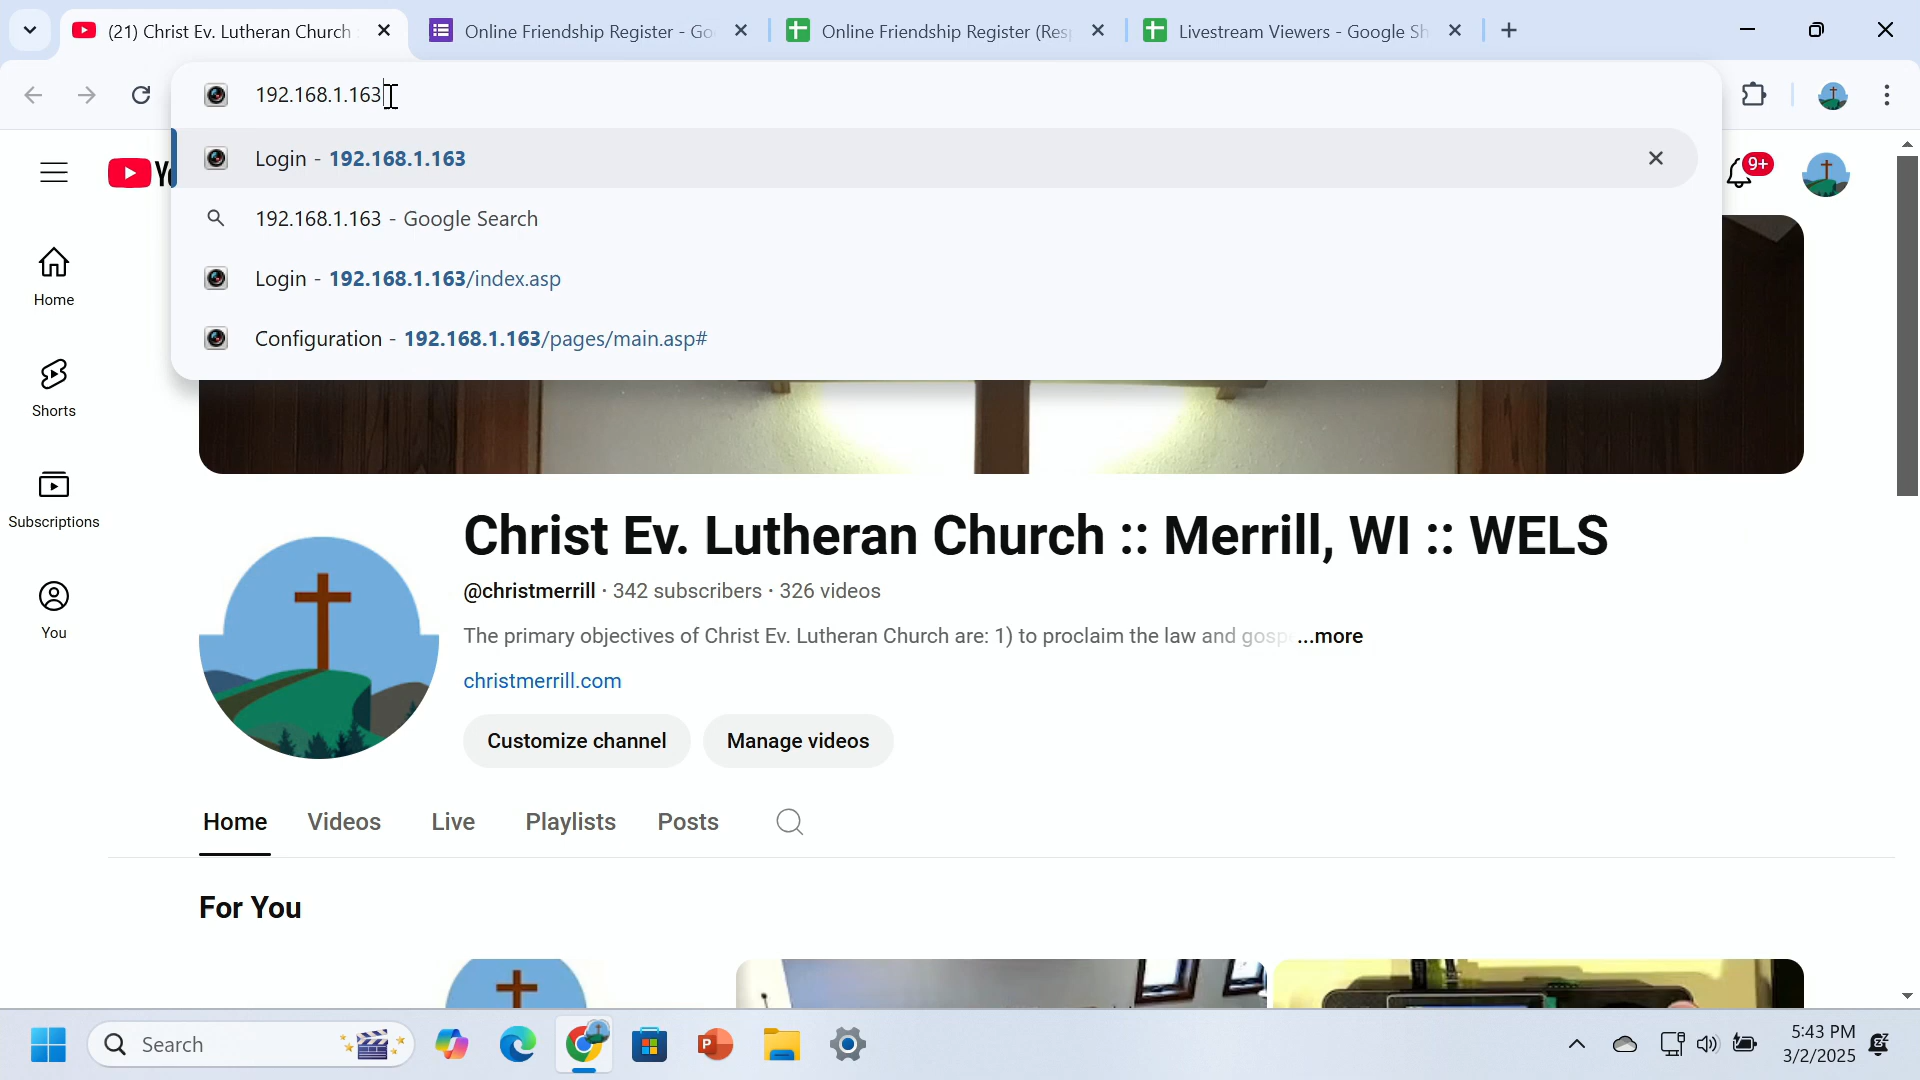 (21) Christ Ev. Lutheran Church
Online Friendship Register - Go
Online Friendship Register (Res
Livestream Viewers - Google Sh
192.168.1.163
Login - 192.168.1.163
192.168.1.163 - Google Search
Login - 192.168.1.163/index.asp
Configuration - 192.168.1.163/pages/main.asp#
9+
Home
Shorts
Subscriptions
You
Christ Ev. Lutheran Church :: Merrill, WI :: WELS
@christmerrill · 342 subscribers · 326 videos
The primary objectives of Christ Ev. Lutheran Church are: 1) to proclaim the law and gosp ...more
christmerrill.com
Customize channel
Manage videos
Home Videos Live Playlists Posts
For You
Search
5:43 PM
3/2/2025